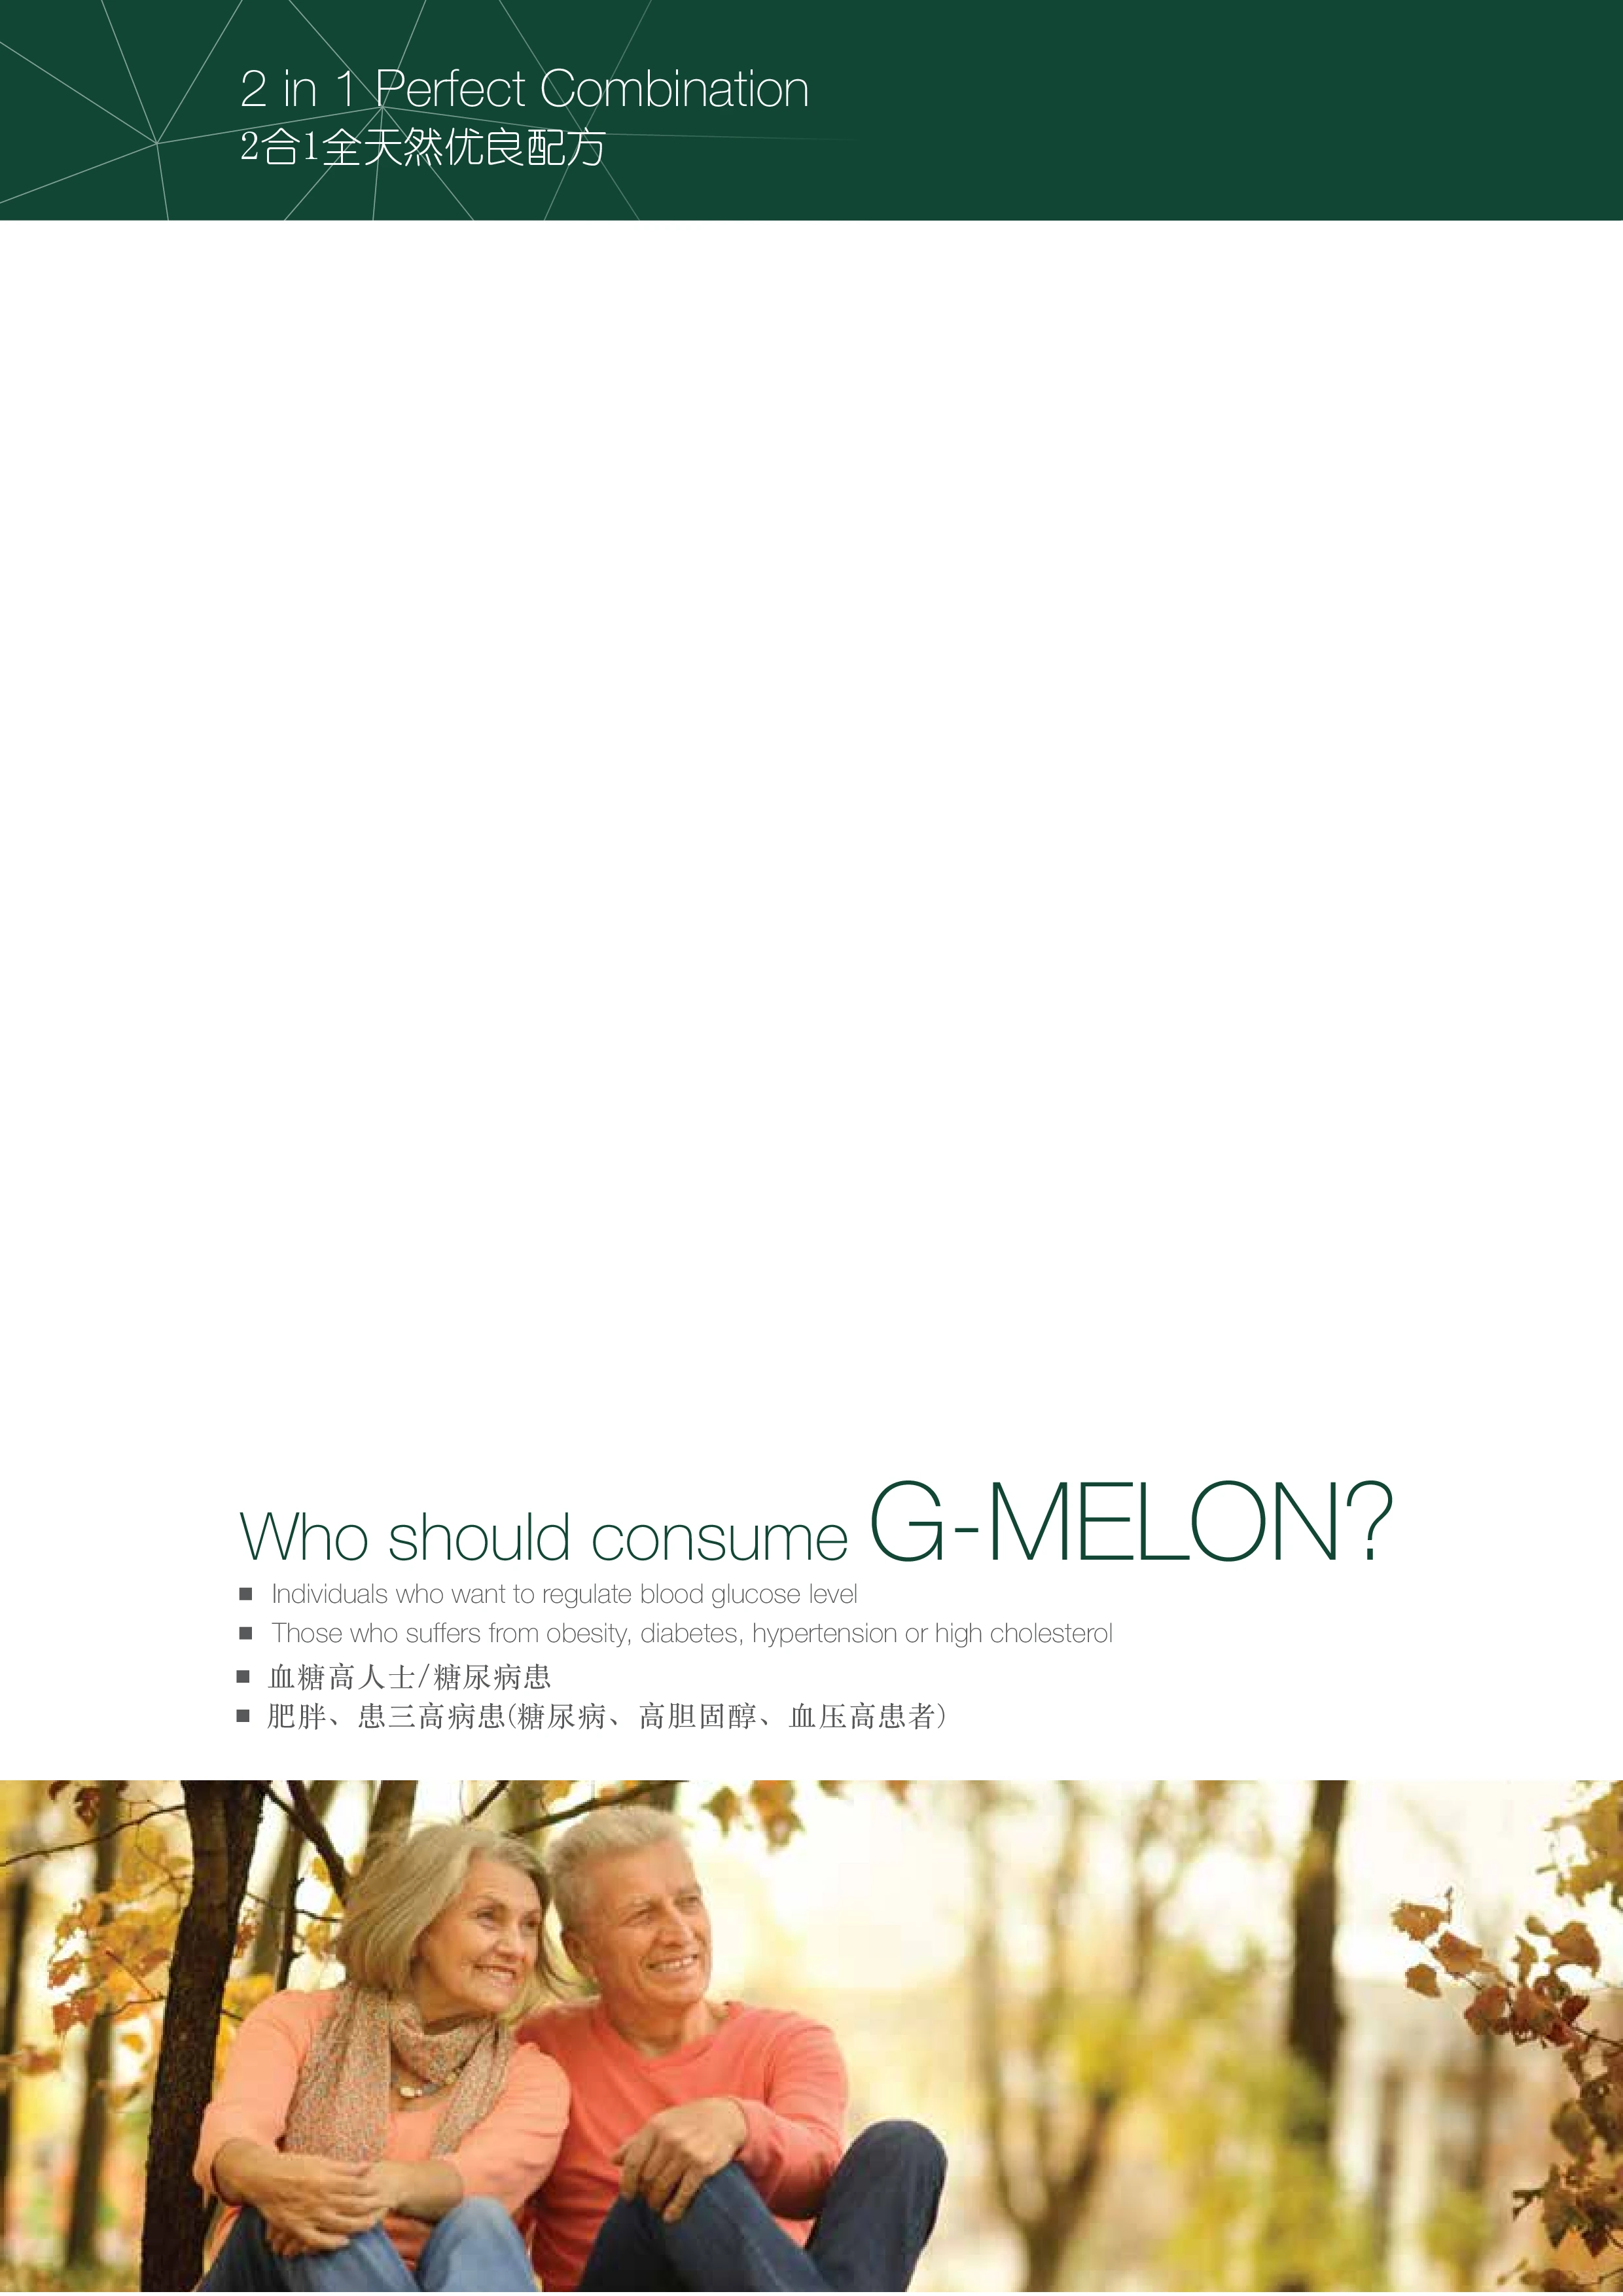 2 in 1 Perfect Combination
2合1全天然优良配方
Who should consume G-MELON?
■ Individuals who want to regulate blood glucose level
■ Those who suffers from obesity, diabetes, hypertension or high cholesterol
■ 血糖高人士/糖尿病患
■ 肥胖、患三高病患(糖尿病、高胆固醇、血压高患者)